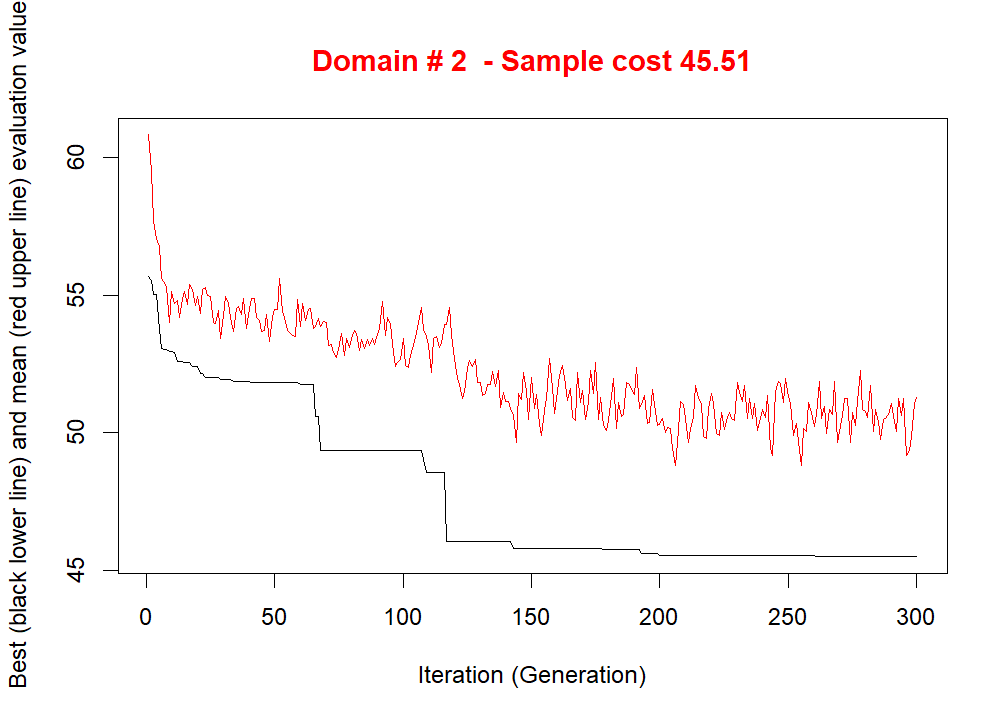 Domain # 2  - Sample cost 45.51
Best (black lower line) and mean (red upper line) evaluation value
60
55
50
45
0 50 100 150 200 250 300
Iteration (Generation)